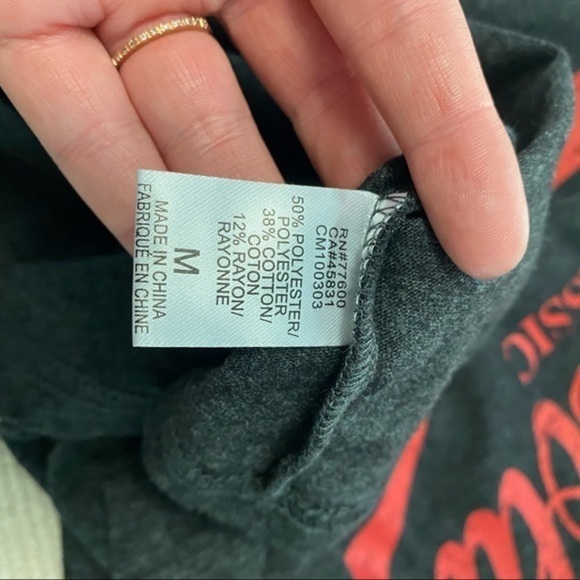 RN#77600
CA#45831
CM100303
50% POLYESTER/
POLYESTER
38% COTTON/
COTON
12% RAYON/
RAYONNE
M
MADE IN CHINA
FABRIQUÉ EN CHINE